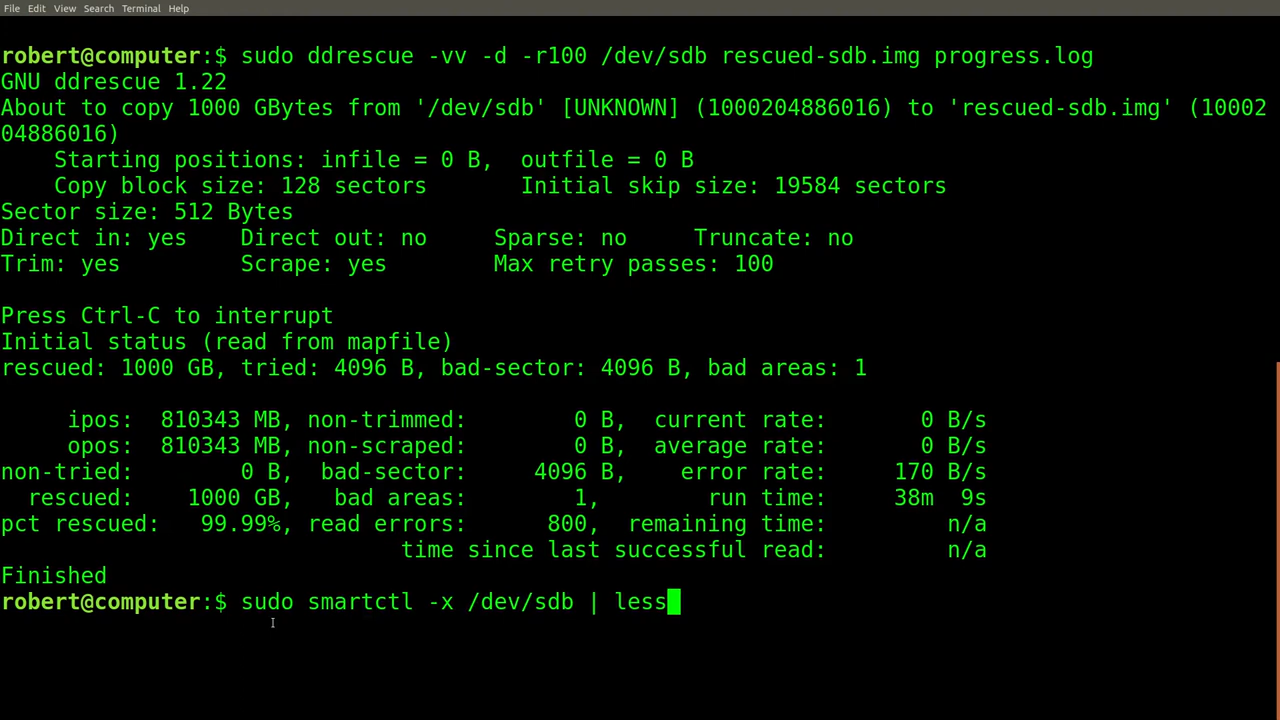 File Edit View Search Terminal Help
robert@computer:$ sudo ddrescue -vv -d -r100 /dev/sdb rescued-sdb.img progress.log
GNU ddrescue 1.22
About to copy 1000 GBytes from '/dev/sdb' [UNKNOWN] (1000204886016) to 'rescued-sdb.img' (10002
04886016)
    Starting positions: infile = 0 B,  outfile = 0 B
    Copy block size: 128 sectors       Initial skip size: 19584 sectors
Sector size: 512 Bytes
Direct in: yes    Direct out: no     Sparse: no     Truncate: no
Trim: yes         Scrape: yes        Max retry passes: 100
Press Ctrl-C to interrupt
Initial status (read from mapfile)
rescued: 1000 GB, tried: 4096 B, bad-sector: 4096 B, bad areas: 1
     ipos:  810343 MB, non-trimmed:        0 B,  current rate:       0 B/s
     opos:  810343 MB, non-scraped:        0 B,  average rate:       0 B/s
non-tried:        0 B,  bad-sector:     4096 B,    error rate:     170 B/s
  rescued:    1000 GB,   bad areas:        1,        run time:     38m  9s
pct rescued:   99.99%, read errors:      800,  remaining time:         n/a
                              time since last successful read:         n/a
Finished
robert@computer:$ sudo smartctl -x /dev/sdb | less